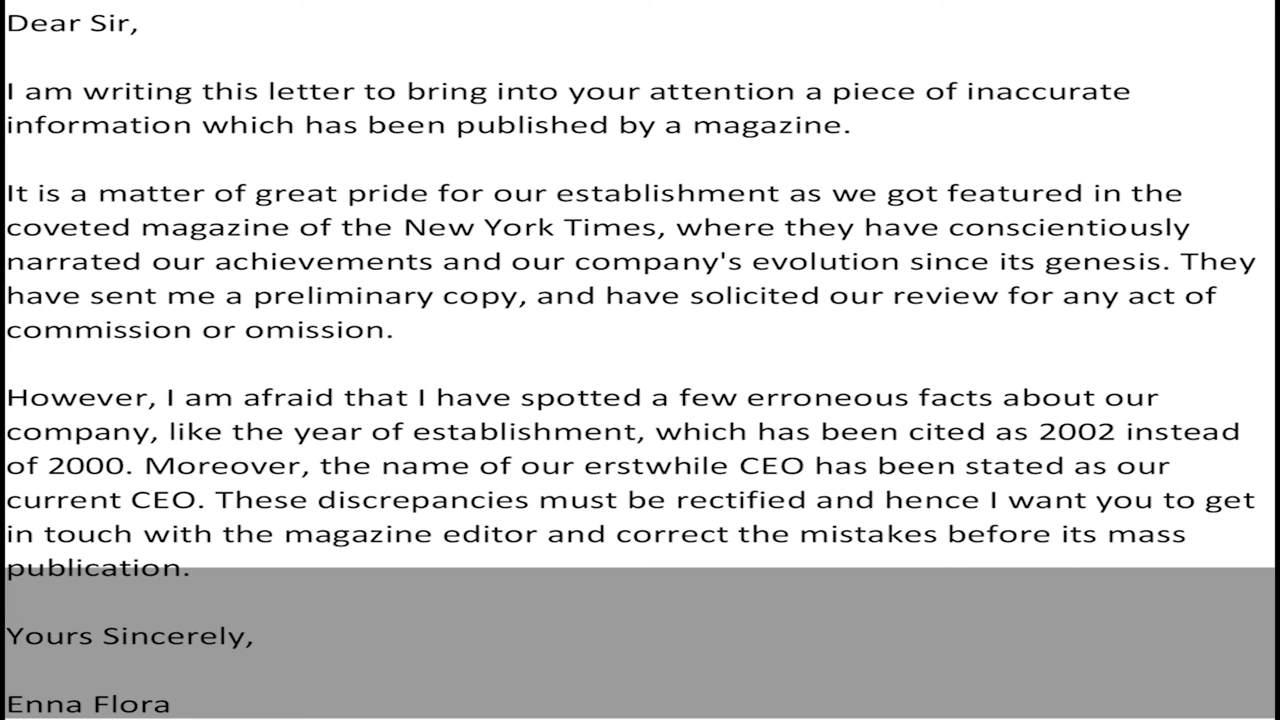 Dear Sir,
I am writing this letter to bring into your attention a piece of inaccurate
information which has been published by a magazine.
It is a matter of great pride for our establishment as we got featured in the
coveted magazine of the New York Times, where they have conscientiously
narrated our achievements and our company's evolution since its genesis. They
have sent me a preliminary copy, and have solicited our review for any act of
commission or omission.
However, I am afraid that I have spotted a few erroneous facts about our
company, like the year of establishment, which has been cited as 2002 instead
of 2000. Moreover, the name of our erstwhile CEO has been stated as our
current CEO. These discrepancies must be rectified and hence I want you to get
in touch with the magazine editor and correct the mistakes before its mass
publication.
Yours Sincerely,
Enna Flora